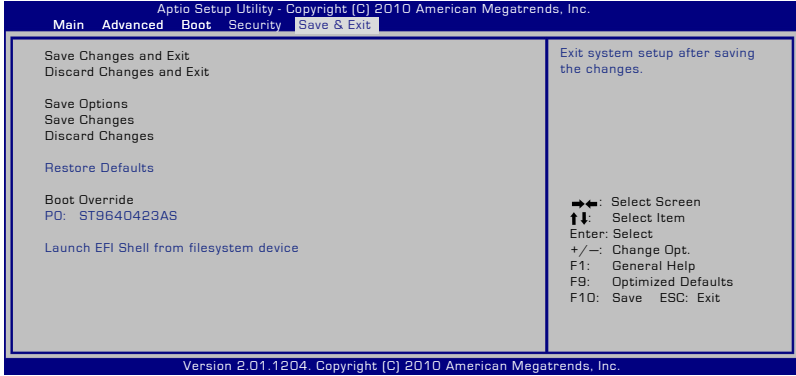 Aptio Setup Utility - Copyright (C) 2010 American Megatrends, Inc.
Main Advanced Boot Security Save & Exit
Save Changes and Exit
Discard Changes and Exit
Save Options
Save Changes
Discard Changes
Restore Defaults
Boot Override
P0: ST9640423AS
Launch EFI Shell from filesystem device
Exit system setup after saving
the changes.
→←: Select Screen
↑↓: Select Item
Enter: Select
+/—: Change Opt.
F1: General Help
F9: Optimized Defaults
F10: Save ESC: Exit
Version 2.01.1204. Copyright (C) 2010 American Megatrends, Inc.